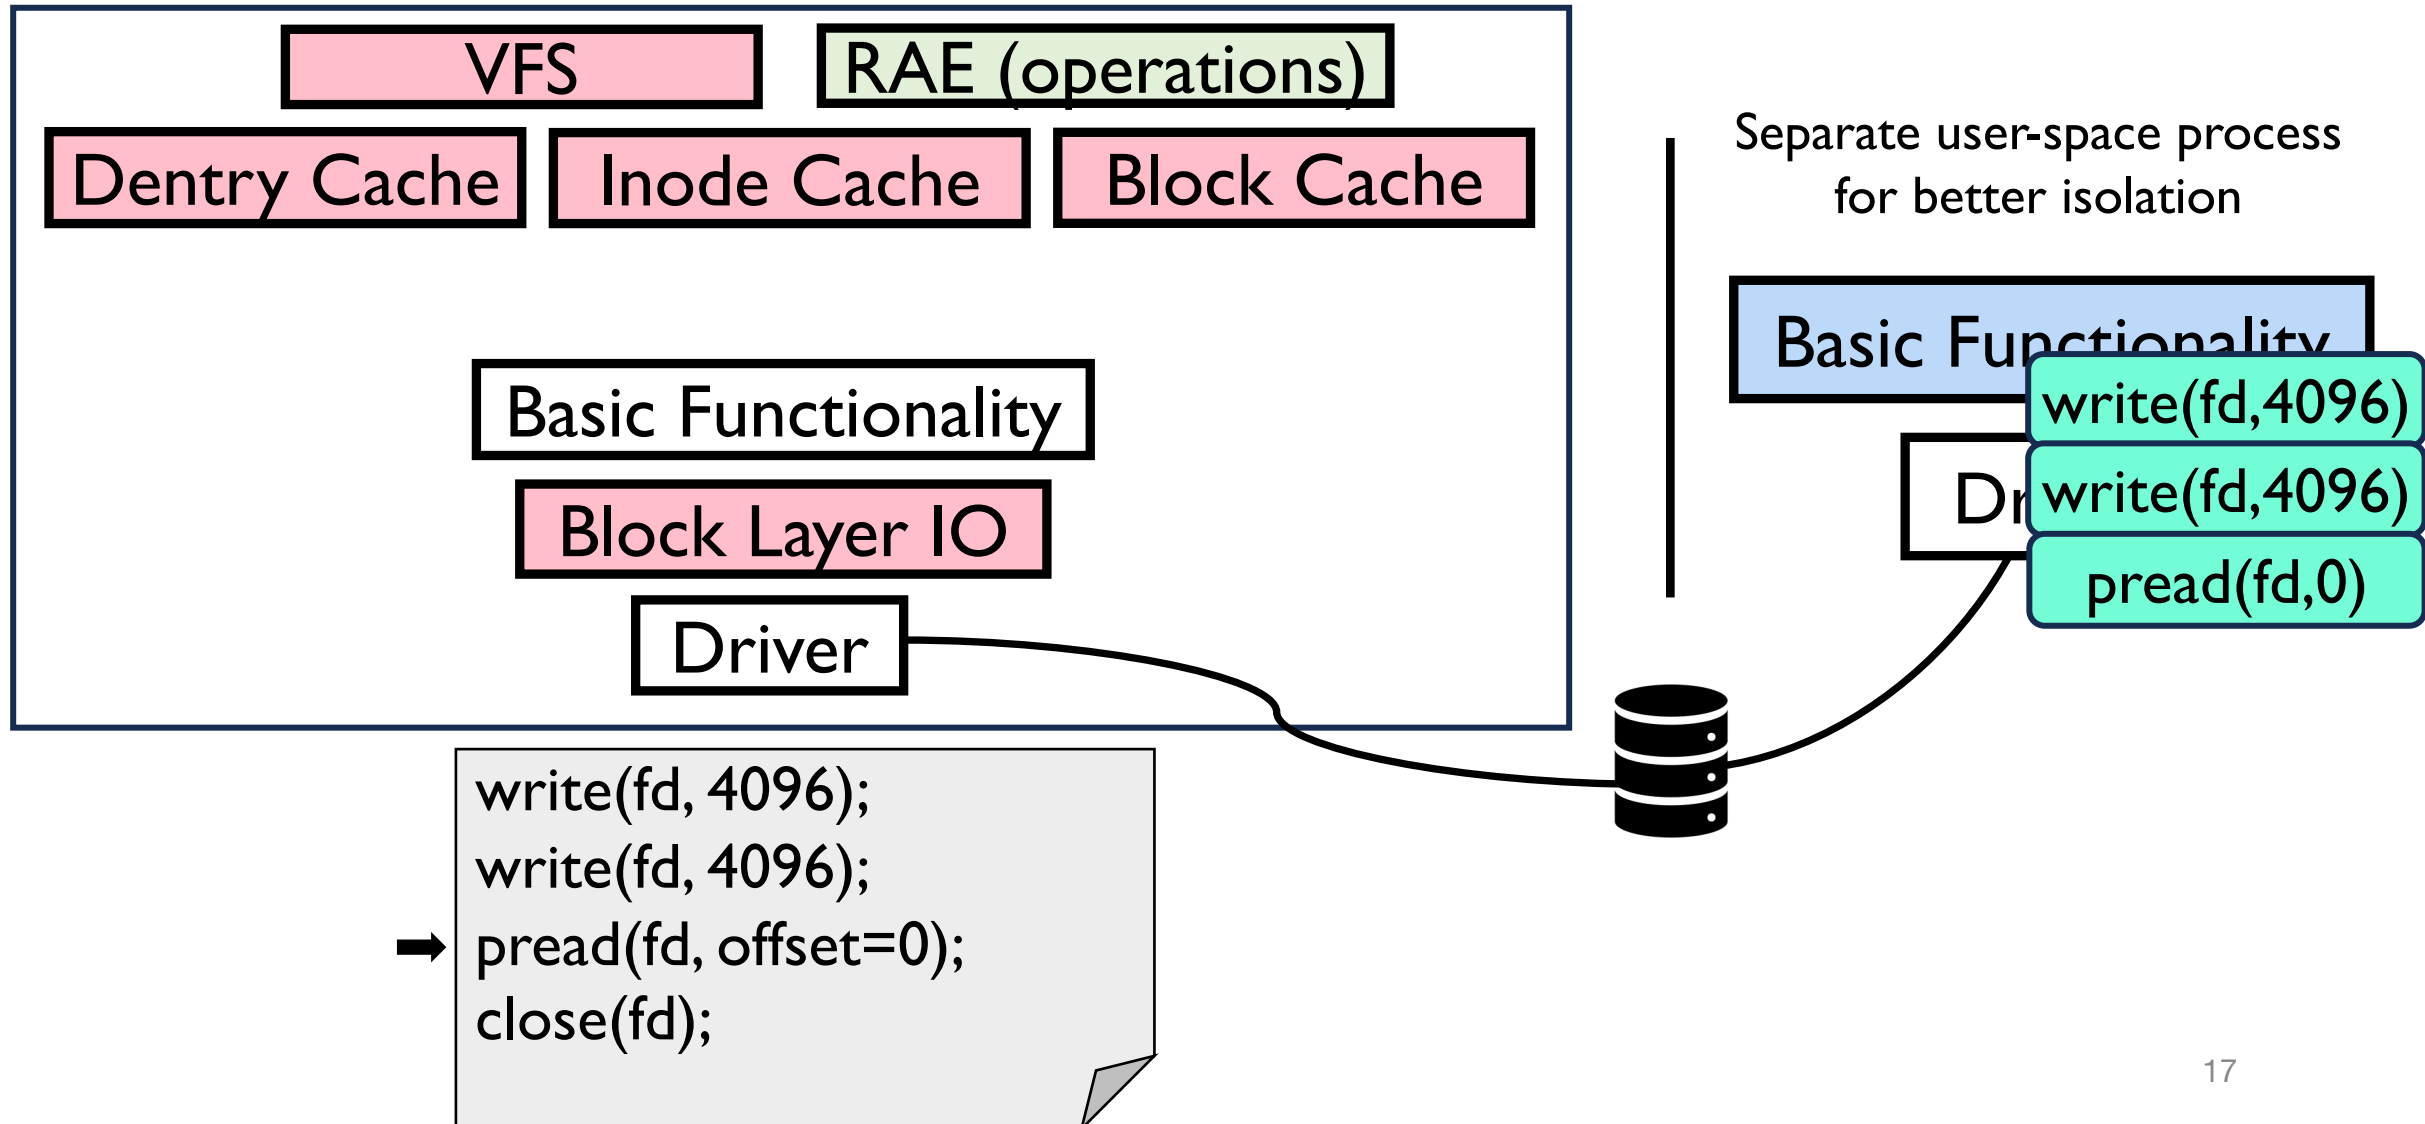 VFS
RAE (operations)
Dentry Cache
Inode Cache
Block Cache
Basic Functionality
Block Layer IO
Driver
Separate user-space process
for better isolation
Basic Functionality
Dr
write(fd,4096)
write(fd,4096)
pread(fd,0)
write(fd, 4096);
write(fd, 4096);
pread(fd, offset=0);
close(fd);
17